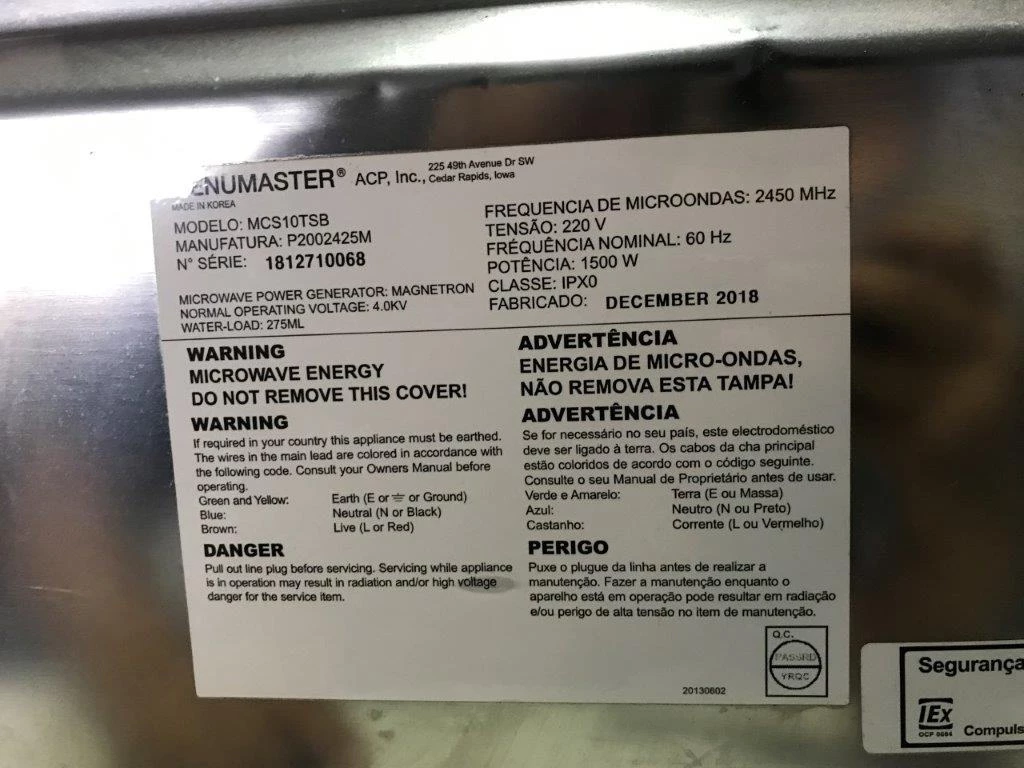 ENUMASTER® ACP, Inc., 225 49th Avenue Dr SW
Cedar Rapids, Iowa
MADE IN KOREA
MODELO: MCS10TSB
MANUFATURA: P2002425M
N° SÉRIE: 1812710068
MICROWAVE POWER GENERATOR: MAGNETRON
NORMAL OPERATING VOLTAGE: 4.0KV
WATER-LOAD: 275ML
FREQUENCIA DE MICROONDAS: 2450 MHz
TENSÃO: 220 V
FRÉQUÊNCIA NOMINAL: 60 Hz
POTÊNCIA: 1500 W
CLASSE: IPX0
FABRICADO: DECEMBER 2018
WARNING
MICROWAVE ENERGY
DO NOT REMOVE THIS COVER!
WARNING
If required in your country this appliance must be earthed.
The wires in the main lead are colored in accordance with
the following code. Consult your Owners Manual before
operating.
Green and Yellow: Earth (E or ⏚ or Ground)
Blue: Neutral (N or Black)
Brown: Live (L or Red)
DANGER
Pull out line plug before servicing. Servicing while appliance
is in operation may result in radiation and/or high voltage
danger for the service item.
ADVERTÊNCIA
ENERGIA DE MICRO-ONDAS,
NÃO REMOVA ESTA TAMPA!
ADVERTÊNCIA
Se for necessário no seu país, este electrodoméstico
deve ser ligado à terra. Os cabos da cha principal
estão coloridos de acordo com o código seguinte.
Consulte o seu Manual de Proprietário antes de usar.
Verde e Amarelo: Terra (E ou Massa)
Azul: Neutro (N ou Preto)
Castanho: Corrente (L ou Vermelho)
PERIGO
Puxe o plugue da linha antes de realizar a
manutenção. Fazer a manutenção enquanto o
aparelho está em operação pode resultar em radiação
e/ou perigo de alta tensão no item de manutenção.
Q.C.
PASSRD
YRQC
20130602
Segurança
IEx
OCP 0064
Compuls